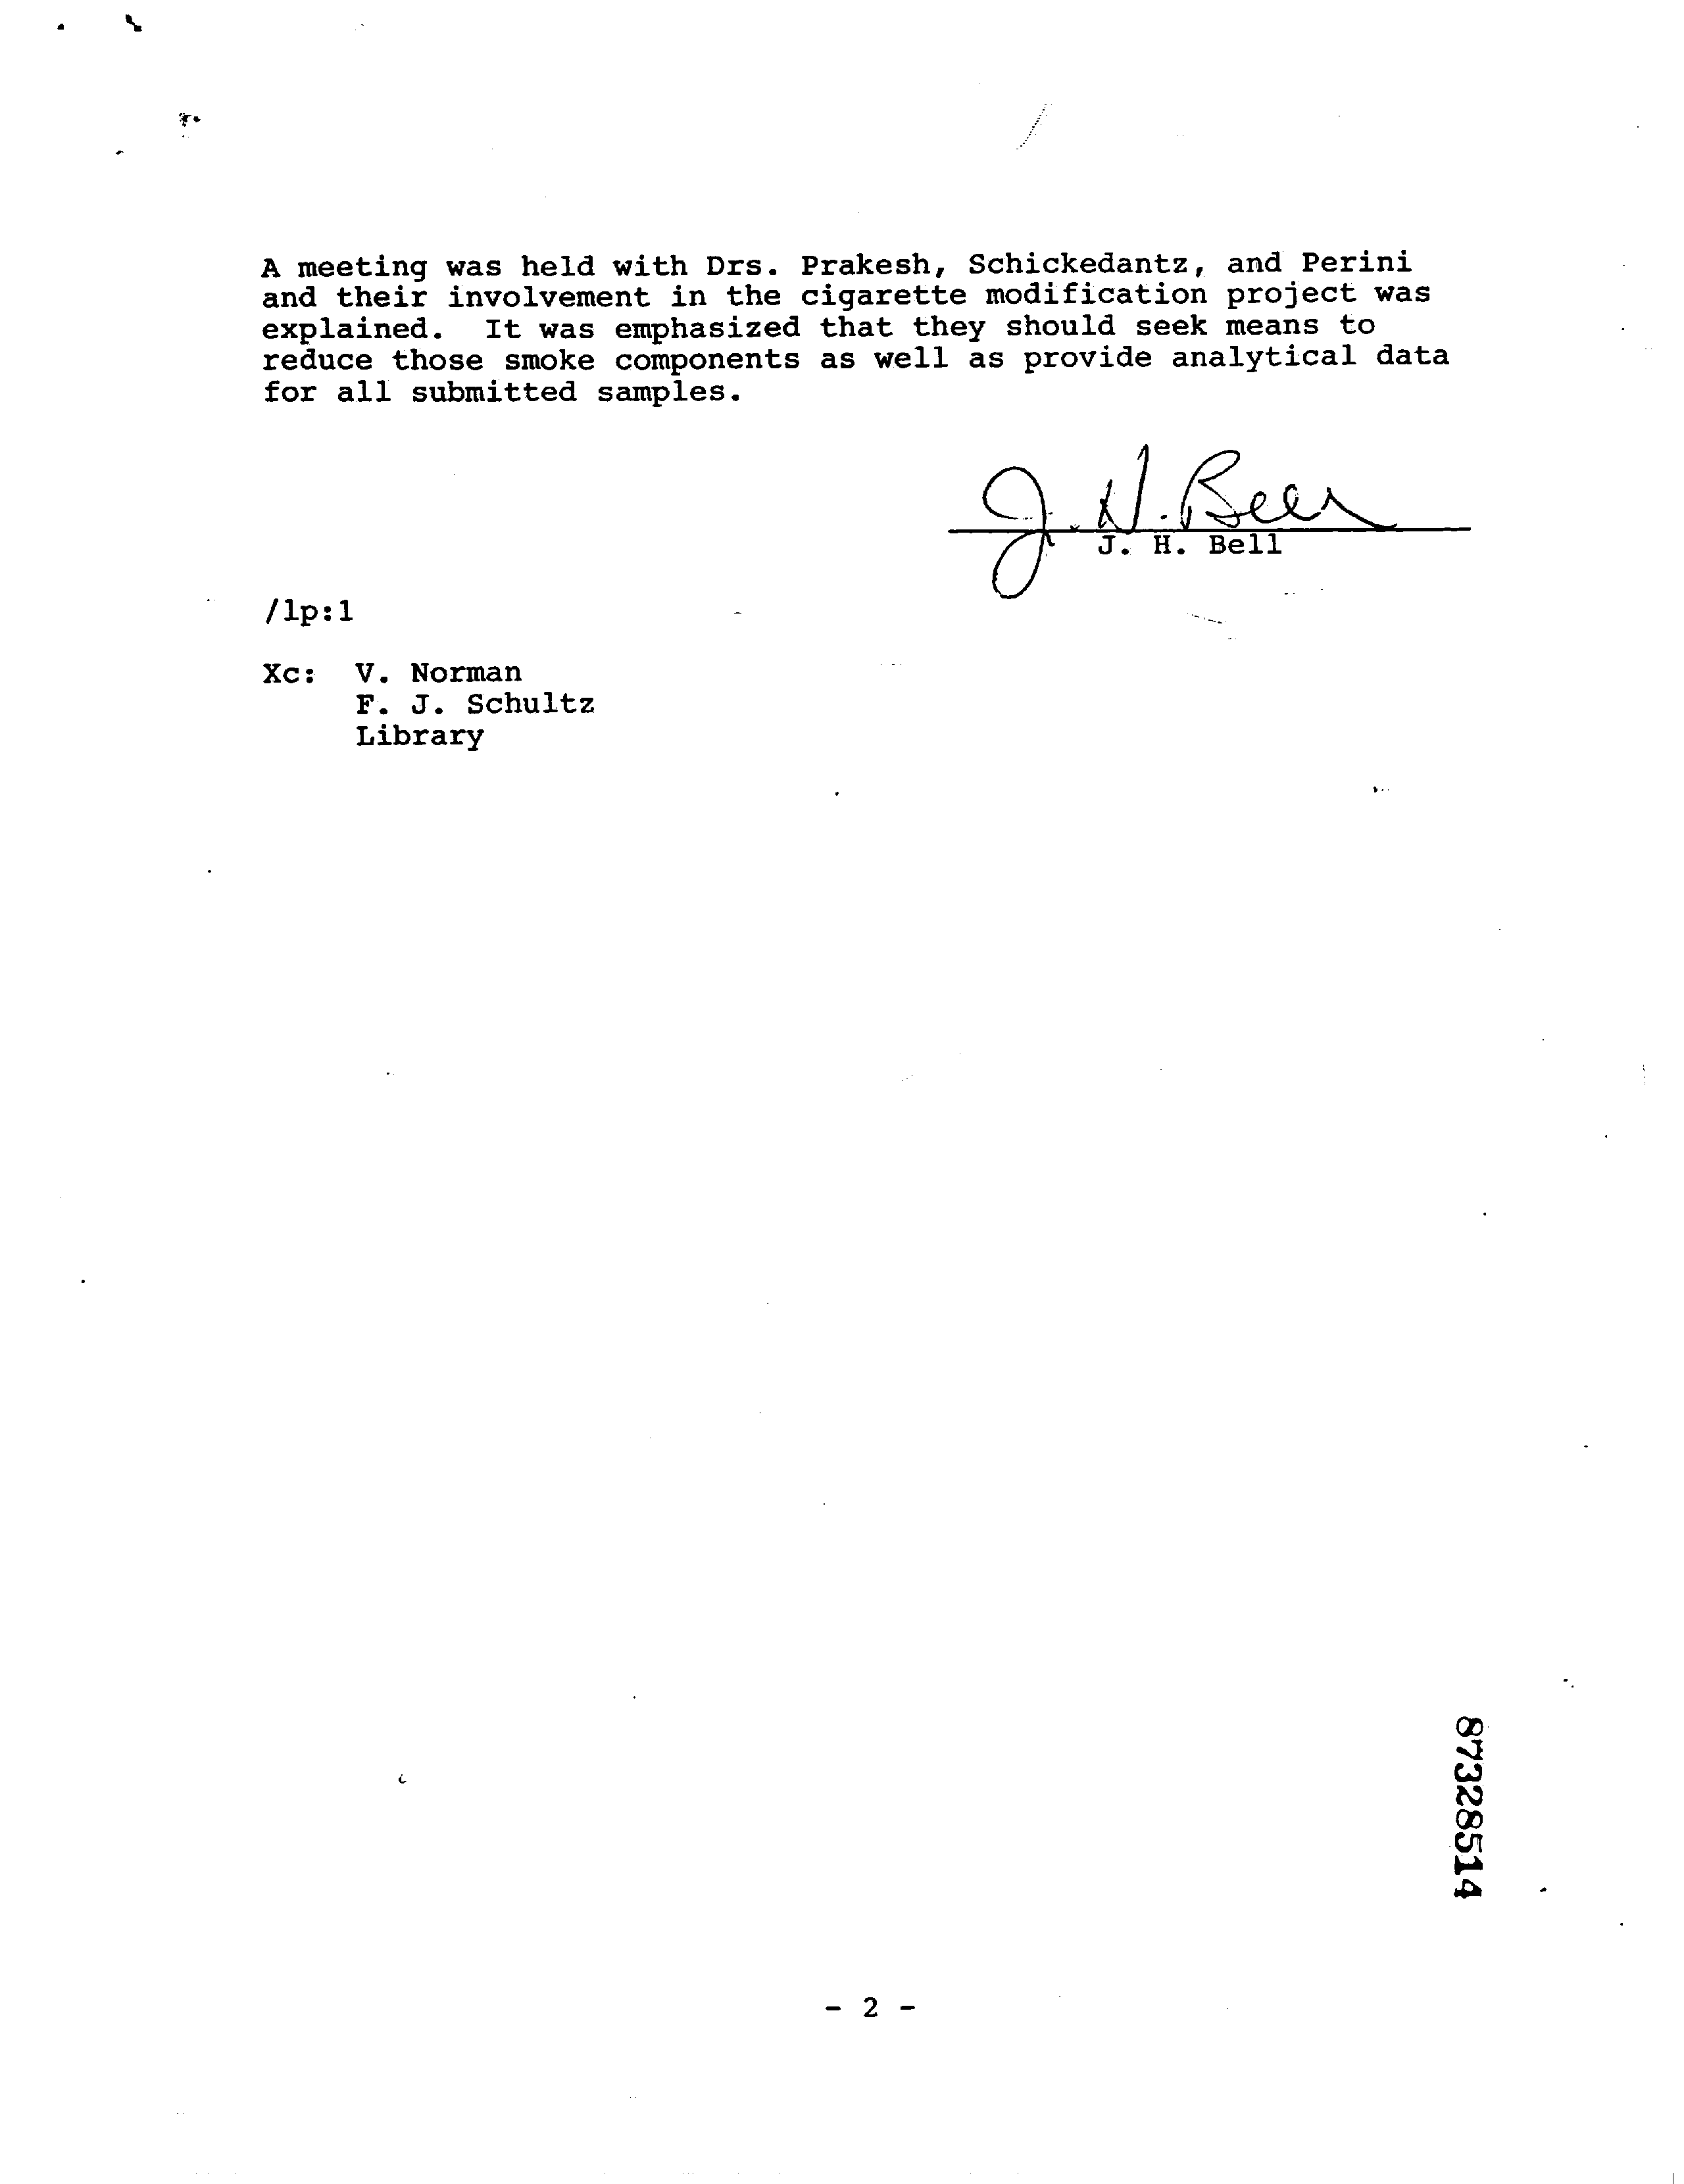 A meeting was held with Drs. Prakesh, Schickedantz, and Perini
and their involvement in the cigarette modification project was
explained. It was emphasized that they should seek means to
reduce those smoke components as well as provide analytical data
for all submitted samples.
J. H. Bell
J. H. Bell
/lp:1
Xc: V. Norman
F. J. Schultz
Library
87328514
- 2 -